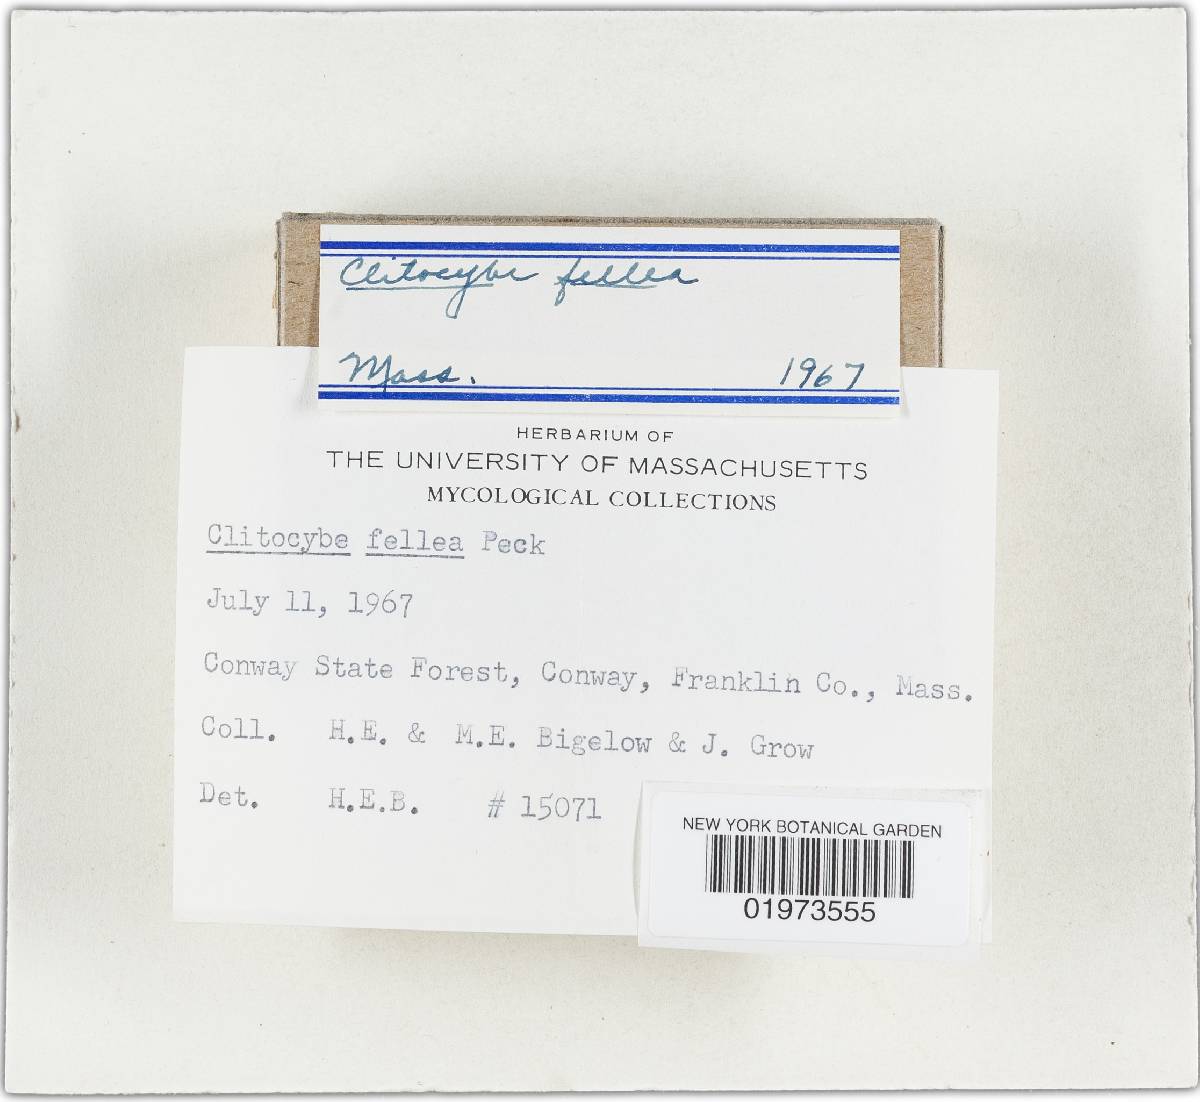 Clitocybe fellea
Mass. 1967
HERBARIUM OF
THE UNIVERSITY OF MASSACHUSETTS
MYCOLOGICAL COLLECTIONS
Clitocybe fellea Peck
July 11, 1967
Conway State Forest, Conway, Franklin Co., Mass.
Coll. H.E. & M.E. Bigelow & J. Grow
Det. H.E.B. # 15071
NEW YORK BOTANICAL GARDEN
01973555